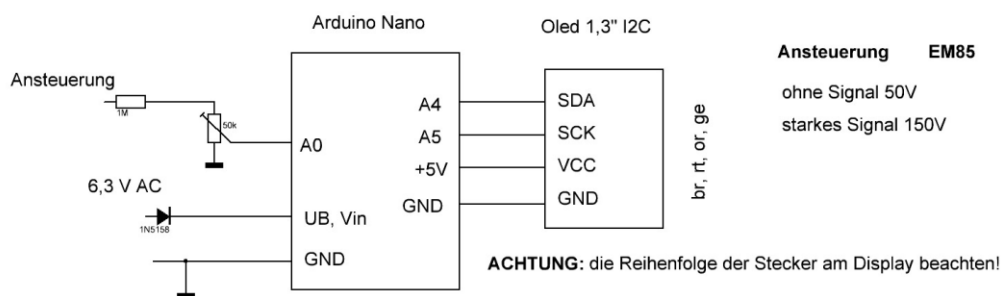 Arduino Nano
Oled 1,3" I2C
Ansteuerung EM85
ohne Signal 50V
starkes Signal 150V
Ansteuerung
1M
50k
A0
A4
A5
+5V
GND
SDA
SCK
VCC
GND
br, rt, or, ge
6,3 V AC
1N5158
UB, Vin
GND
ACHTUNG: die Reihenfolge der Stecker am Display beachten!